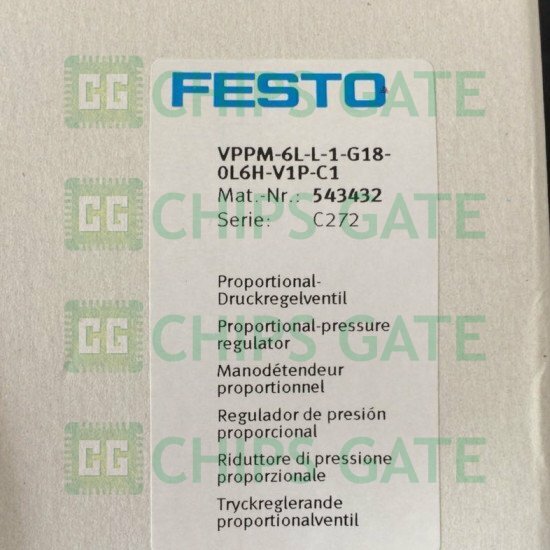 FESTO
CG CHIPS GATE
VPPM-6L-L-1-G18-
0L6H-V1P-C1
Mat.-Nr.: 543432
CG CHIPS GATE
Serie: C272
Proportional-
Druckregelventil
Proportional-pressure
regulator
CG CHIPS GATE
Manodétendeur
proportionnel
Regulador de presión
proporcional
CG CHIPS GATE
Riduttore di pressione
proporzionale
Tryckreglerande
proportionalventil